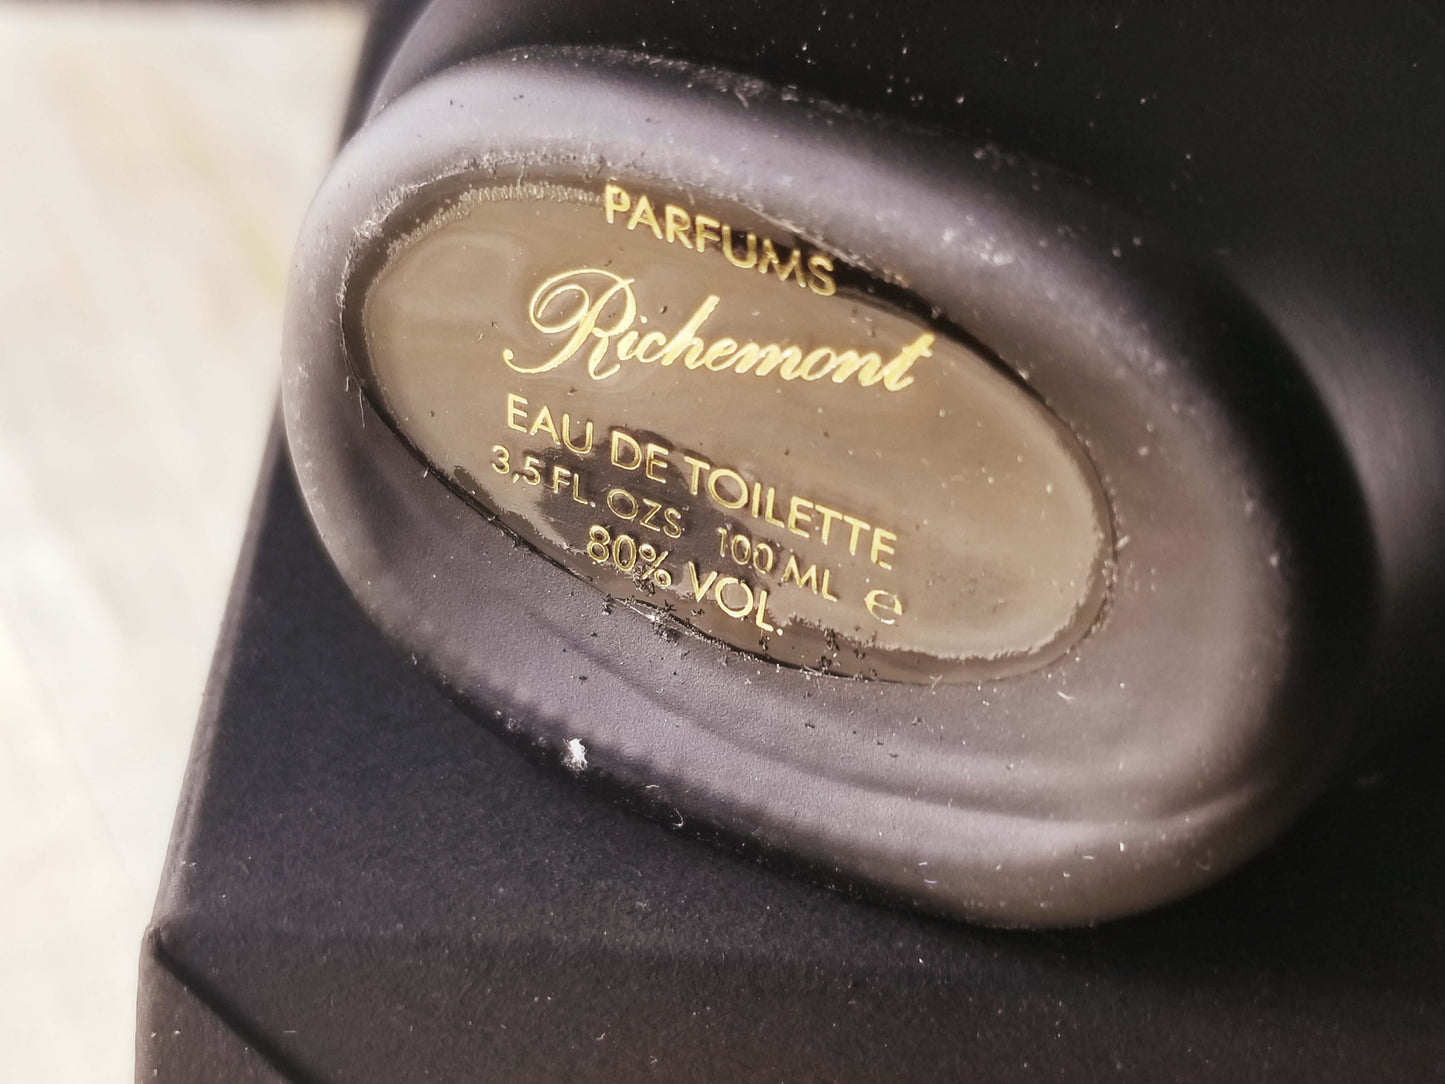 PARFUMS
Richemont
EAU DE TOILETTE
3,5 FL. OZS 100 ML ℮
80% VOL.